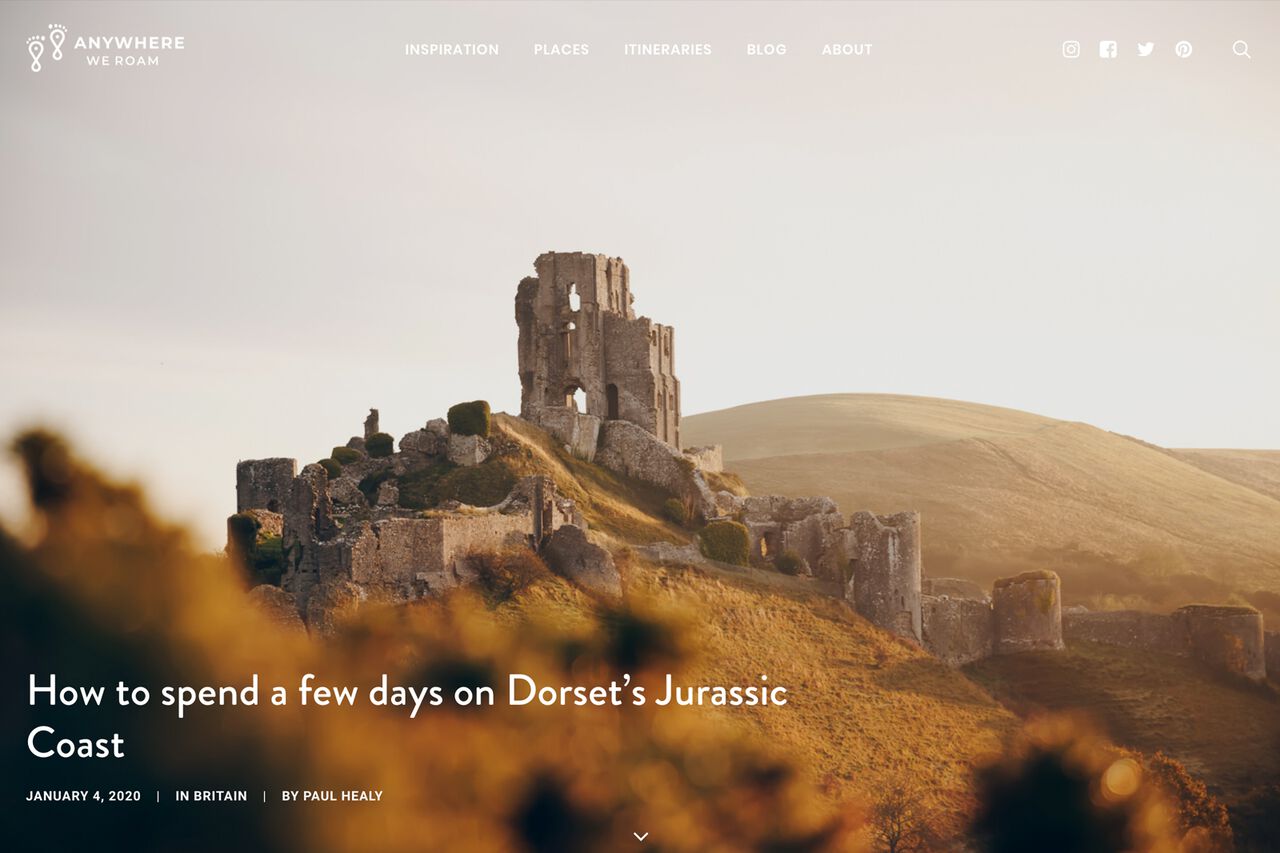 ANYWHERE
WE ROAM
INSPIRATION PLACES ITINERARIES BLOG ABOUT
How to spend a few days on Dorset’s Jurassic
Coast
JANUARY 4, 2020 | IN BRITAIN | BY PAUL HEALY